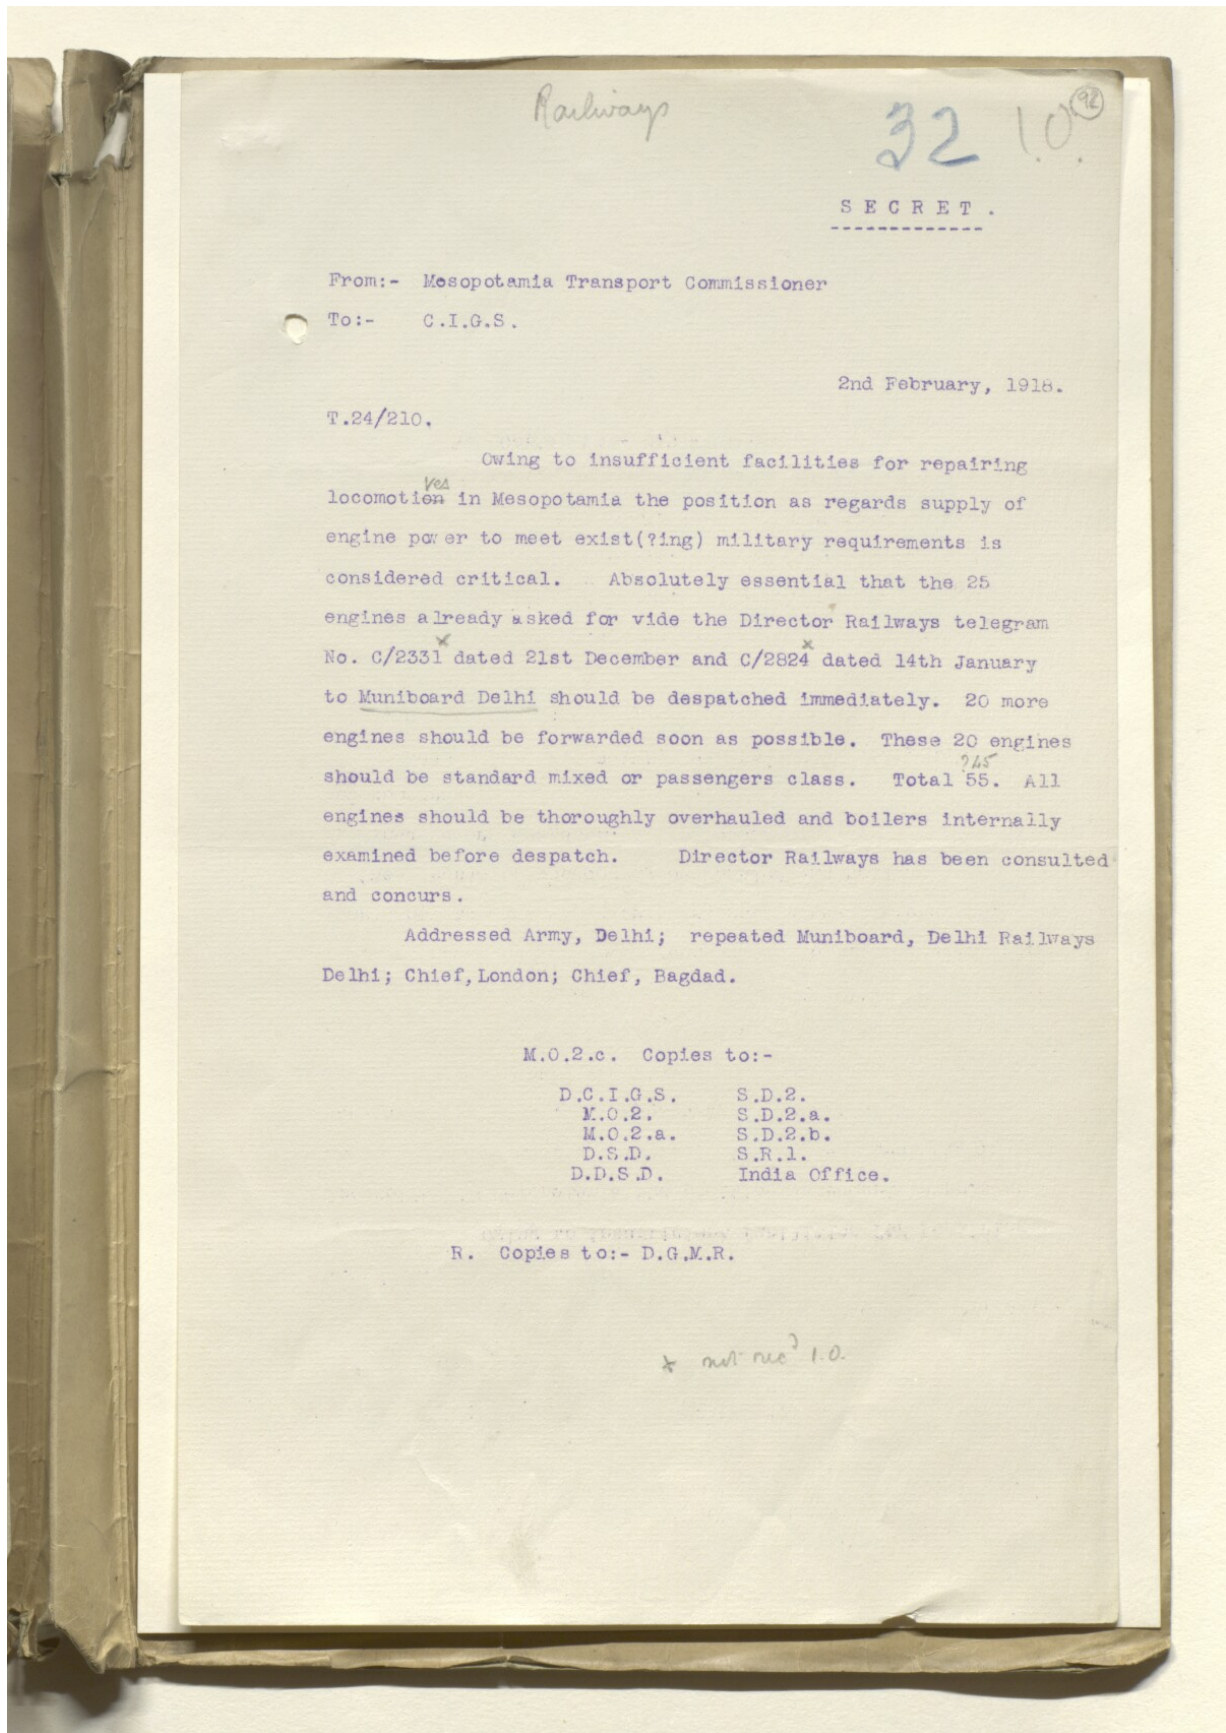 Railways
32 I.O. 92
SECRET.
From:- Mesopotamia Transport Commissioner
To:- C.I.G.S.
2nd February, 1918.
T.24/210.
Owing to insufficient facilities for repairing
ves
locomotion in Mesopotamia the position as regards supply of
engine power to meet exist(?ing) military requirements is
considered critical. Absolutely essential that the 25
engines already asked for vide the Director Railways telegram
No. C/2331 x dated 21st December and C/2824 x dated 14th January
to Muniboard Delhi should be despatched immediately. 20 more
engines should be forwarded soon as possible. These 20 engines
?45
should be standard mixed or passengers class. Total 55. All
engines should be thoroughly overhauled and boilers internally
examined before despatch. Director Railways has been consulted
and concurs.
Addressed Army, Delhi; repeated Muniboard, Delhi Railways
Delhi; Chief, London; Chief, Bagdad.
M.O.2.c. Copies to:-
D.C.I.G.S. S.D.2.
M.O.2. S.D.2.a.
M.O.2.a. S.D.2.b.
D.S.D. S.R.1.
D.D.S.D. India Office.
R. Copies to:- D.G.M.R.
x not recd I.O.